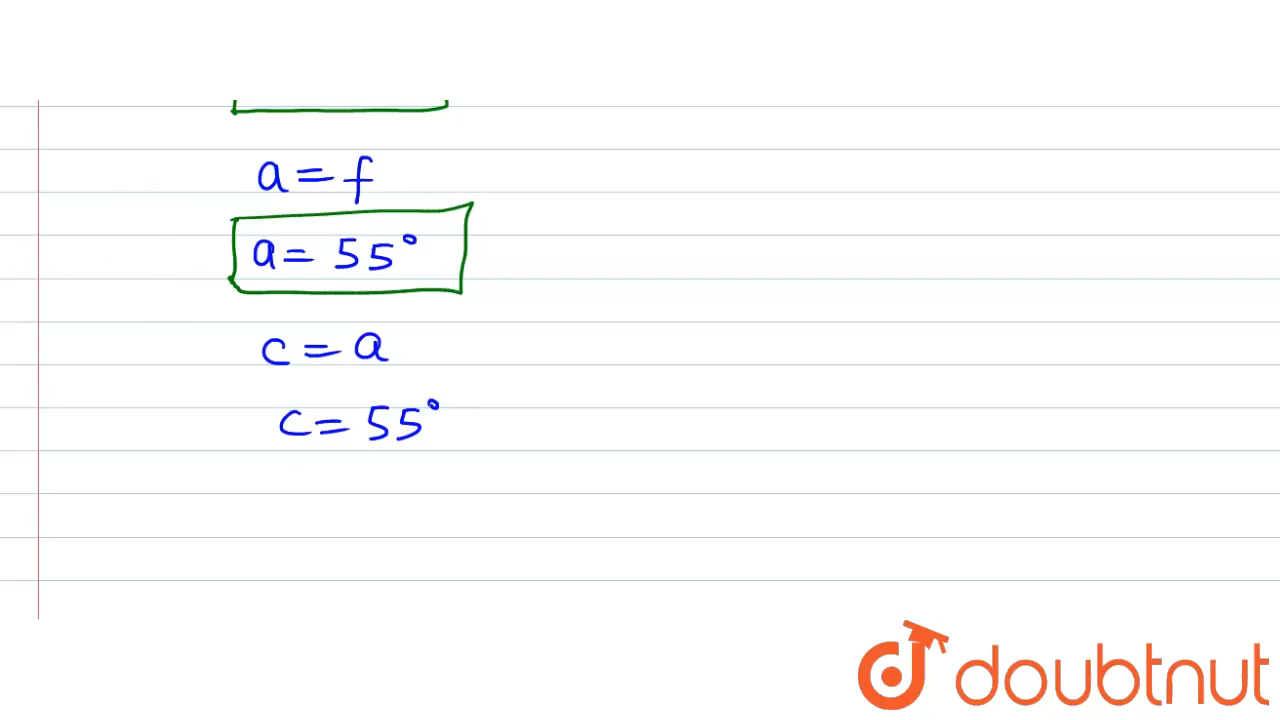 a = f
a = 55°
c = a
c = 55°
doubtnut